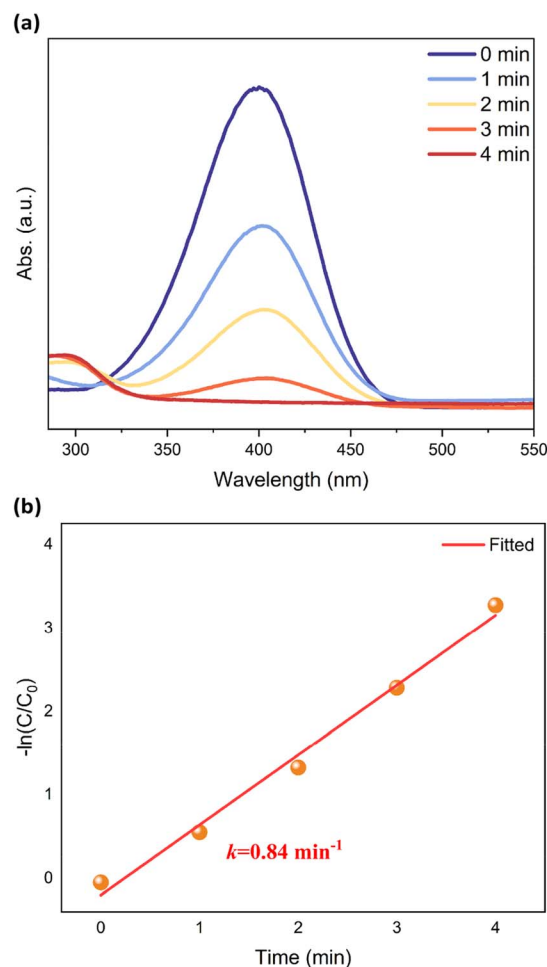 (a)
0 min
1 min
2 min
3 min
4 min
Abs. (a.u.)
300 350 400 450 500 550
Wavelength (nm)
(b)
4
Fitted
3
-ln(C/C₀)
2
1
k=0.84 min⁻¹
0
0 1 2 3 4
Time (min)